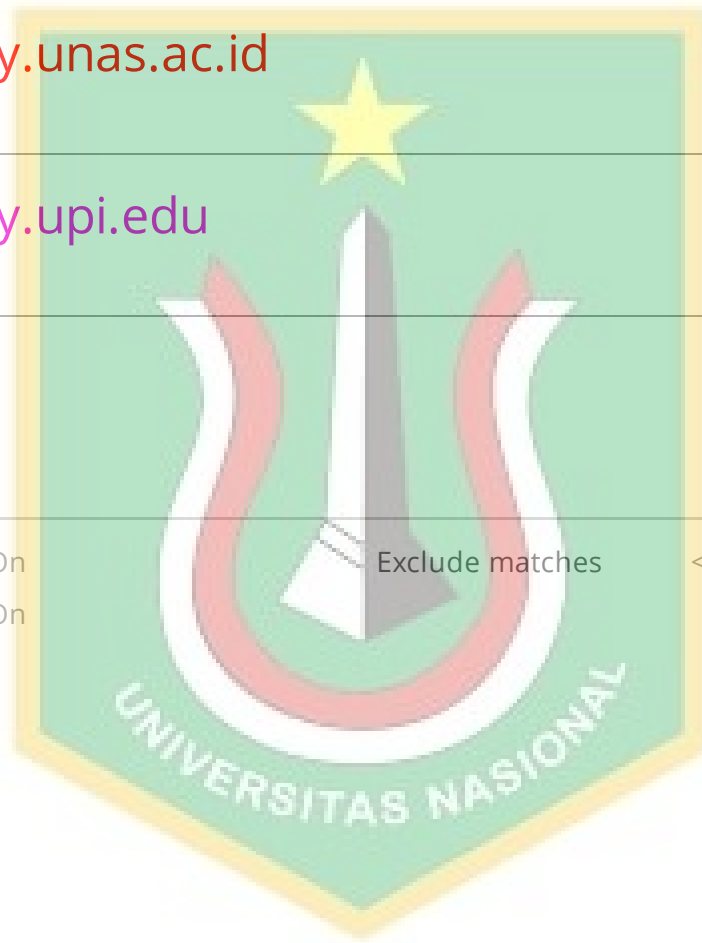 y.unas.ac.id
y.upi.edu
On
Exclude matches
<
On
UNIVERSITAS NASIONAL